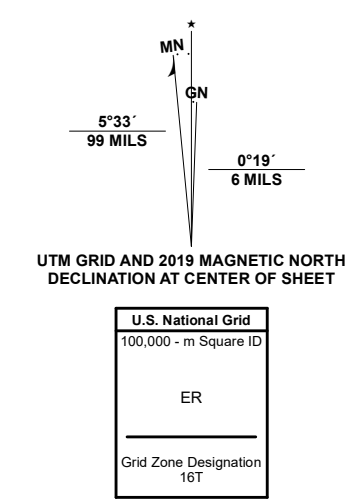 ★
MN
GN
5°33´
99 MILS
0°19´
6 MILS
UTM GRID AND 2019 MAGNETIC NORTH
DECLINATION AT CENTER OF SHEET
U.S. National Grid
100,000 - m Square ID
ER
Grid Zone Designation
16T